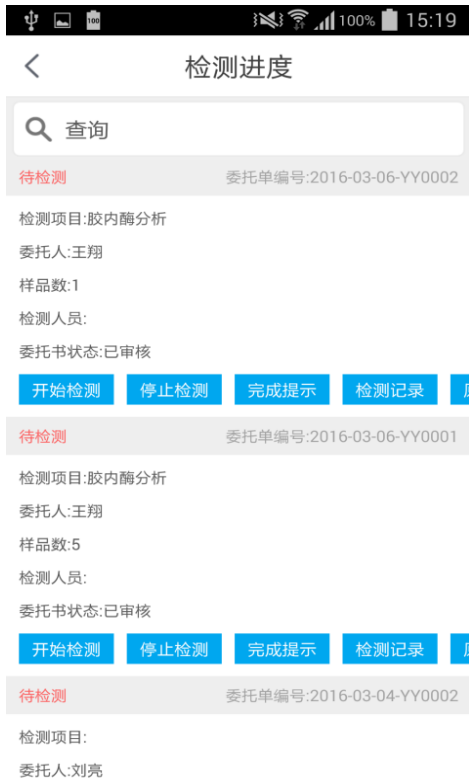 100 100% 15:19
检测进度
查询
待检测 委托单编号:2016-03-06-YY0002
检测项目:胶内酶分析
委托人:王翔
样品数:1
检测人员:
委托书状态:已审核
开始检测 停止检测 完成提示 检测记录
待检测 委托单编号:2016-03-06-YY0001
检测项目:胶内酶分析
委托人:王翔
样品数:5
检测人员:
委托书状态:已审核
开始检测 停止检测 完成提示 检测记录
待检测 委托单编号:2016-03-04-YY0002
检测项目:
委托人:刘亮